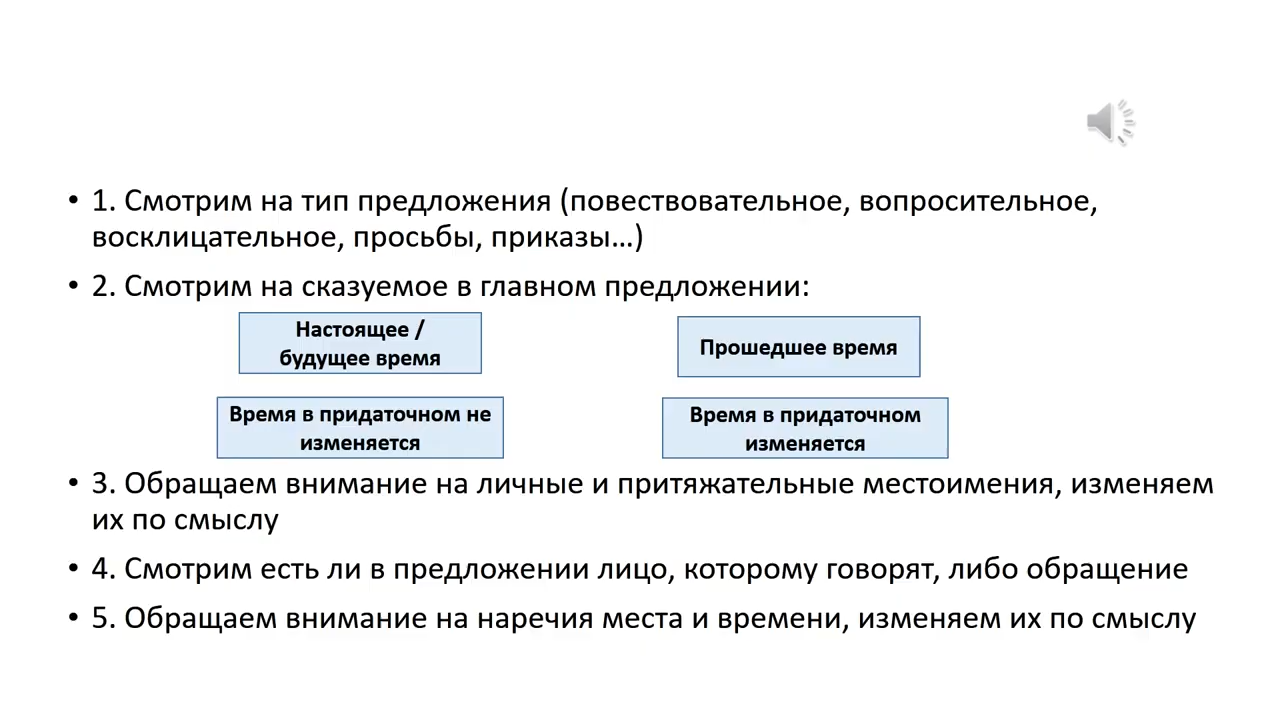 • 1. Смотрим на тип предложения (повествовательное, вопросительное,
восклицательное, просьбы, приказы…)
• 2. Смотрим на сказуемое в главном предложении:
Настоящее /
будущее время
Прошедшее время
Время в придаточном не
изменяется
Время в придаточном
изменяется
• 3. Обращаем внимание на личные и притяжательные местоимения, изменяем
их по смыслу
• 4. Смотрим есть ли в предложении лицо, которому говорят, либо обращение
• 5. Обращаем внимание на наречия места и времени, изменяем их по смыслу